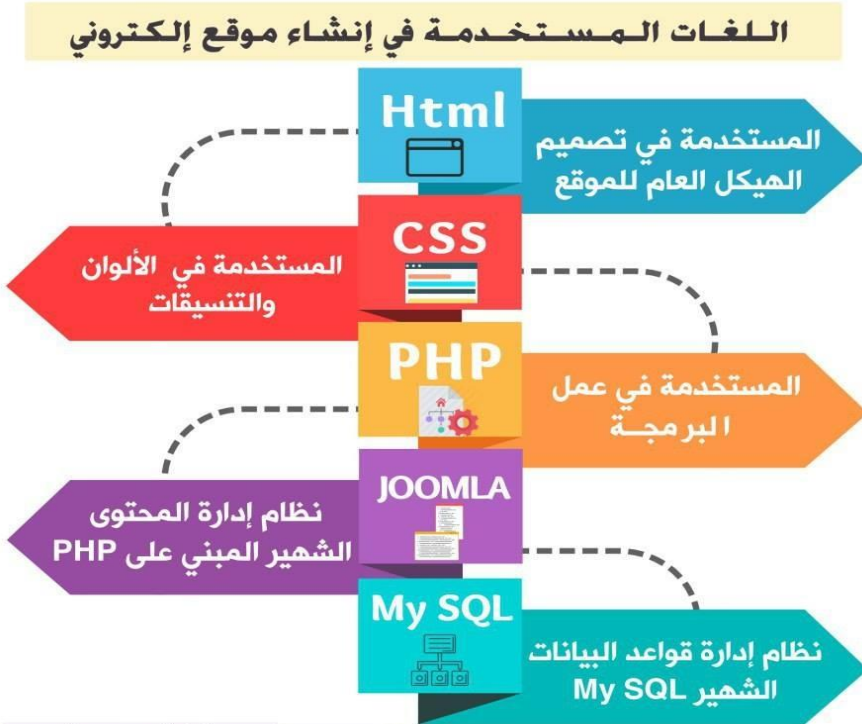 اللغات المستخدمة في إنشاء موقع إلكتروني
Html
المستخدمة في تصميم
الهيكل العام للموقع
CSS
المستخدمة في الألوان
والتنسيقات
PHP
المستخدمة في عمل
البرمجة
JOOMLA
نظام إدارة المحتوى
الشهير المبني على PHP
My SQL
نظام إدارة قواعد البيانات
الشهير My SQL